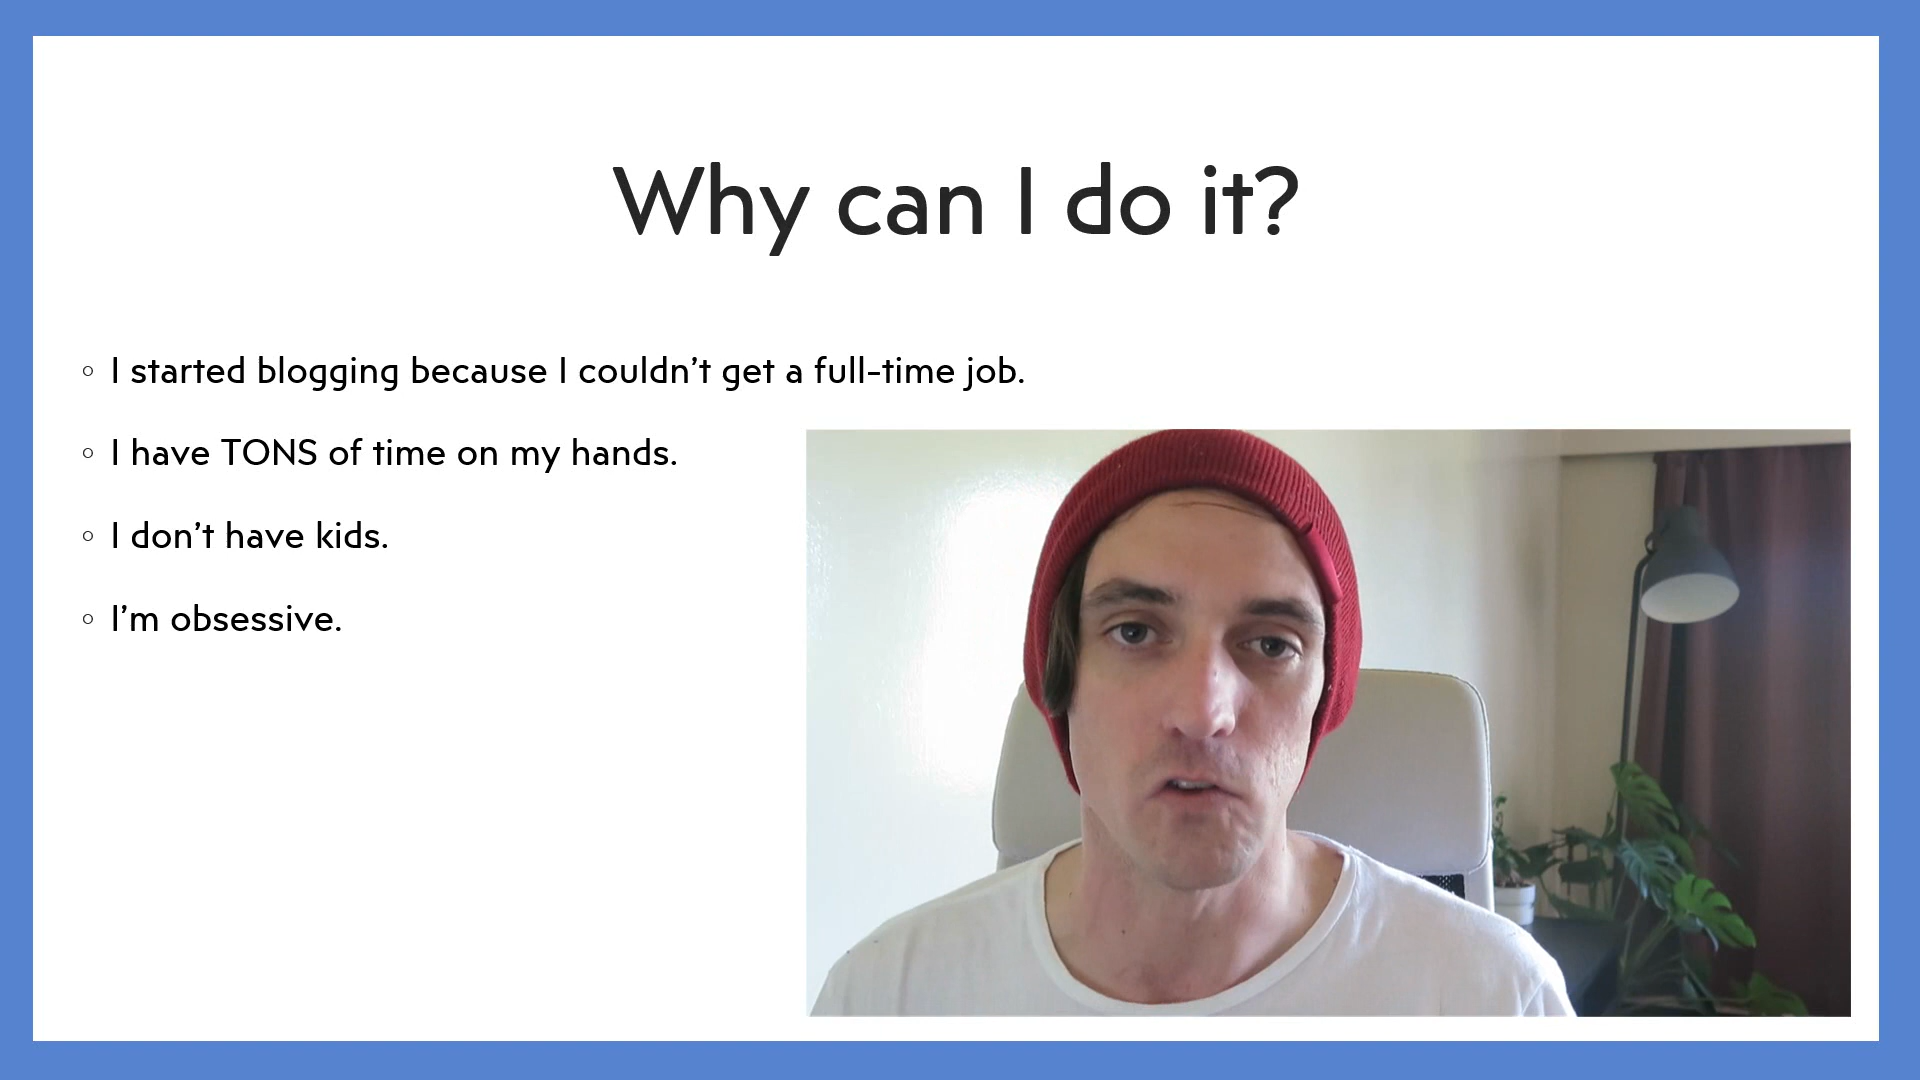 Why can I do it?
I started blogging because I couldn’t get a full-time job.
I have TONS of time on my hands.
I don’t have kids.
I’m obsessive.